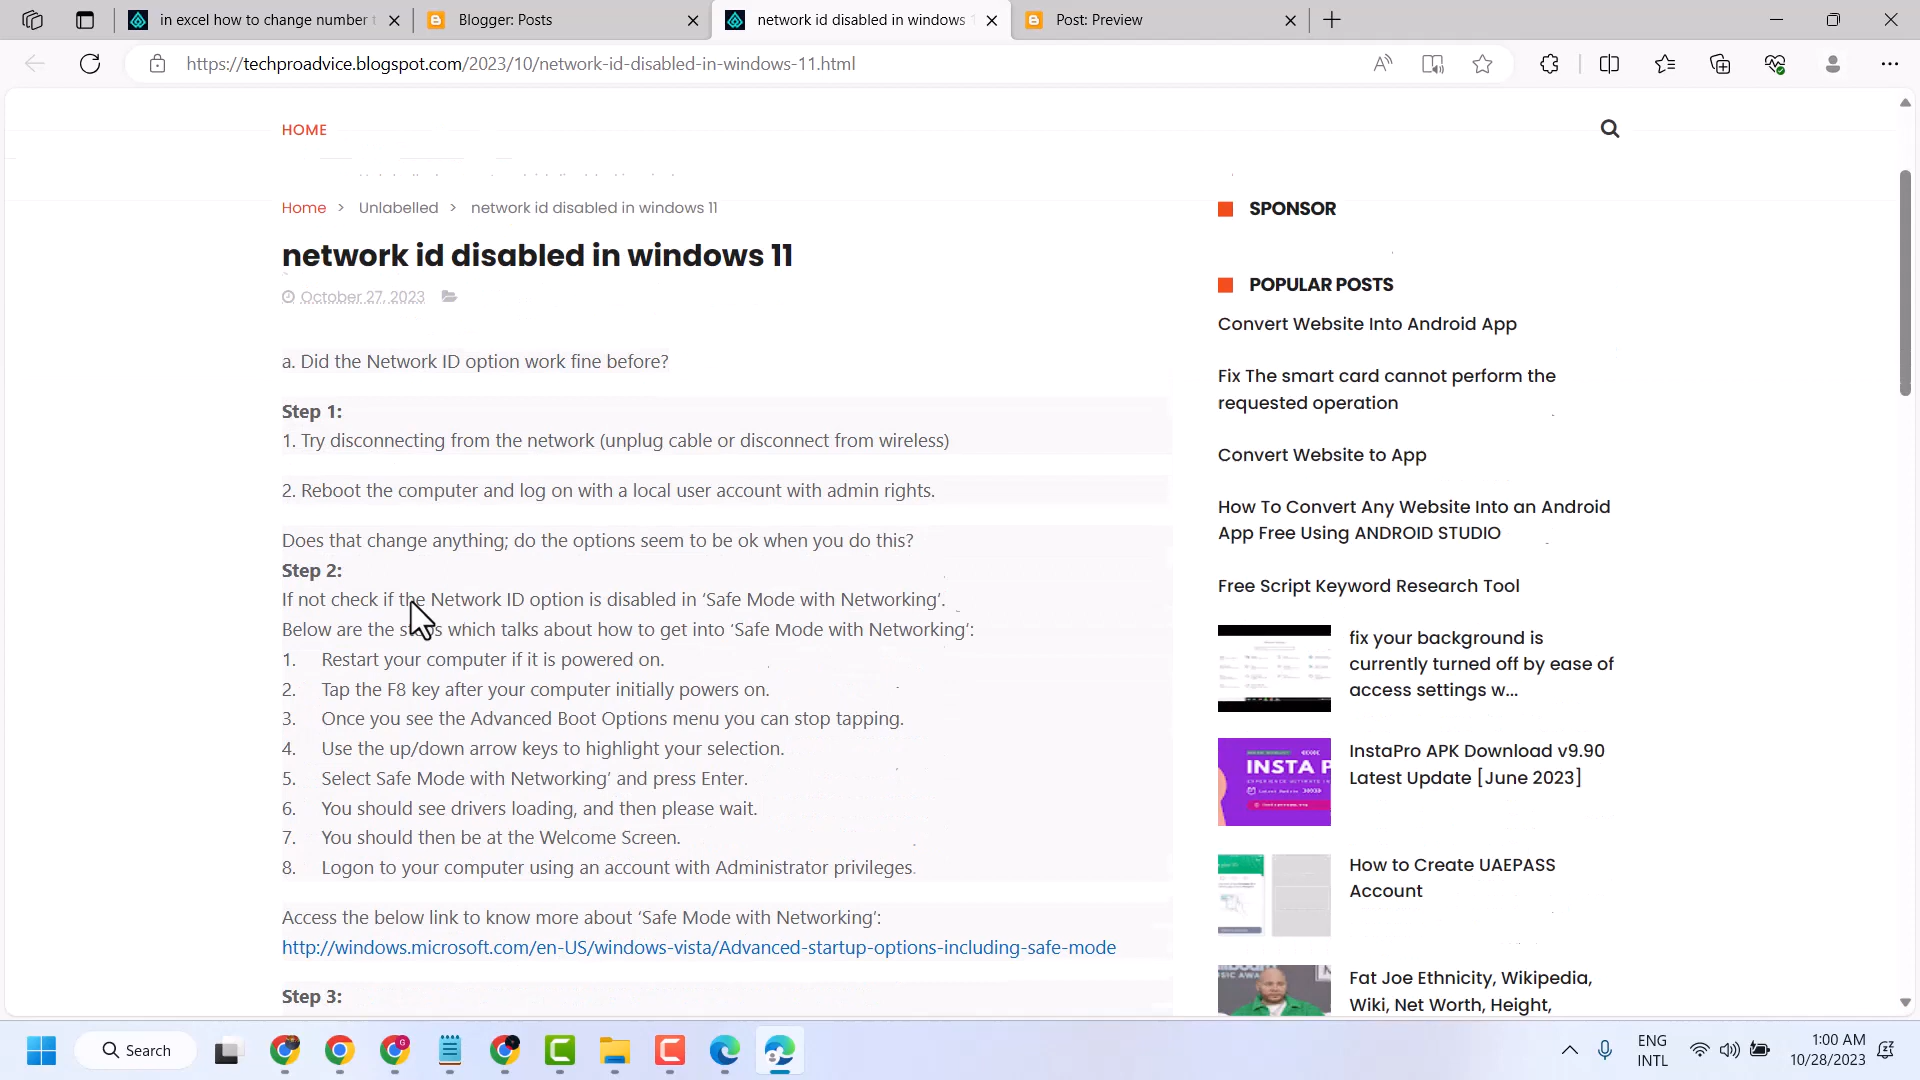 in excel how to change number
Blogger: Posts
network id disabled in windows
Post: Preview
https://techproadvice.blogspot.com/2023/10/network-id-disabled-in-windows-11.html
HOME
Home > Unlabelled > network id disabled in windows 11
network id disabled in windows 11
October 27, 2023
a. Did the Network ID option work fine before?
Step 1:
1. Try disconnecting from the network (unplug cable or disconnect from wireless)
2. Reboot the computer and log on with a local user account with admin rights.
Does that change anything; do the options seem to be ok when you do this?
Step 2:
If not check if the Network ID option is disabled in ‘Safe Mode with Networking’.
Below are the steps which talks about how to get into ‘Safe Mode with Networking’:
1. Restart your computer if it is powered on.
2. Tap the F8 key after your computer initially powers on.
3. Once you see the Advanced Boot Options menu you can stop tapping.
4. Use the up/down arrow keys to highlight your selection.
5. Select Safe Mode with Networking’ and press Enter.
6. You should see drivers loading, and then please wait.
7. You should then be at the Welcome Screen.
8. Logon to your computer using an account with Administrator privileges.
Access the below link to know more about ‘Safe Mode with Networking’:
http://windows.microsoft.com/en-US/windows-vista/Advanced-startup-options-including-safe-mode
Step 3:
SPONSOR
POPULAR POSTS
Convert Website Into Android App
Fix The smart card cannot perform the
requested operation
Convert Website to App
How To Convert Any Website Into an Android
App Free Using ANDROID STUDIO
Free Script Keyword Research Tool
fix your background is
currently turned off by ease of
access settings w...
INSTA P
InstaPro APK Download v9.90
Latest Update [June 2023]
How to Create UAEPASS
Account
Fat Joe Ethnicity, Wikipedia,
Wiki, Net Worth, Height,
Search
ENG
INTL
1:00 AM
10/28/2023